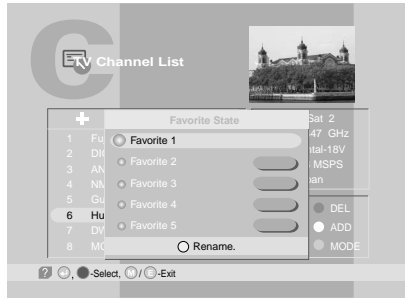 C
TV Channel List
Favorite State
Sat 2
47 GHz
ntal-18V
MSPS
pan
1 Fu
2 DI
3 AN
4 NM
5 Gu
6 Hu
7 DW
8 MC
Favorite 1
Favorite 2
Favorite 3
Favorite 4
Favorite 5
Rename.
DEL
ADD
MODE
?, -Select, M / E -Exit